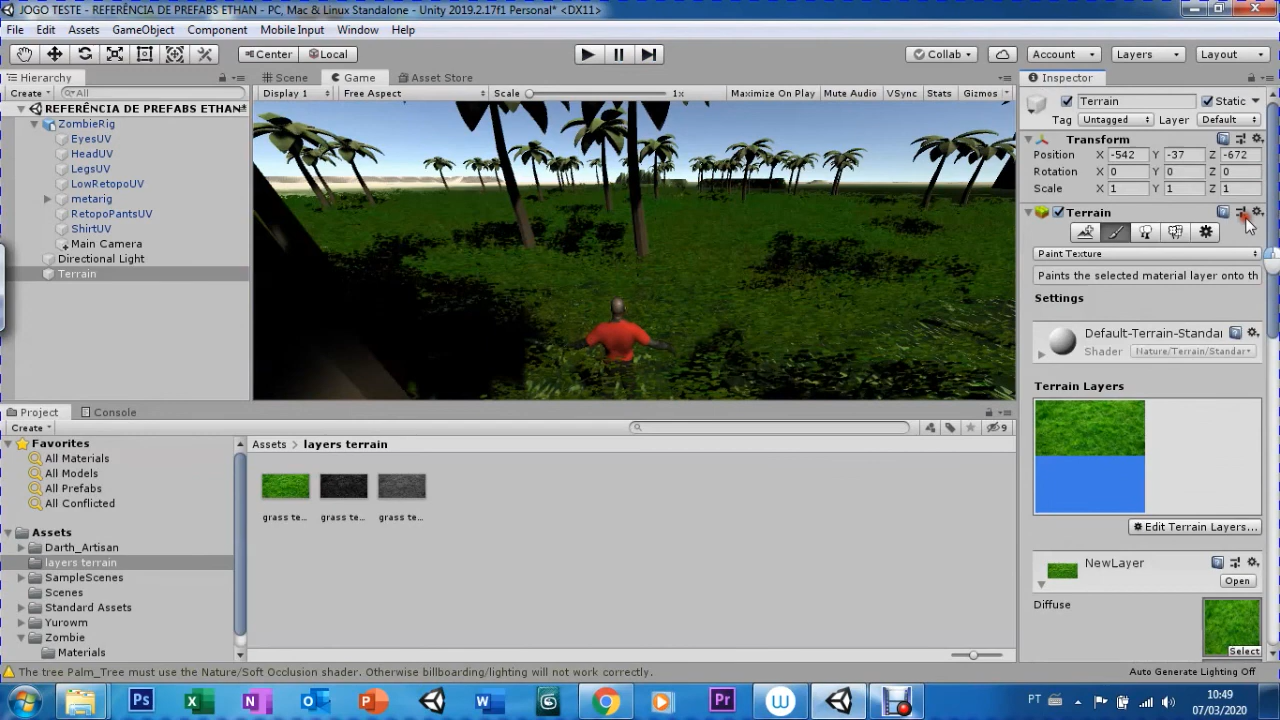 JOGO TESTE - REFERÊNCIA DE PREFABS ETHAN - PC, Mac & Linux Standalone - Unity 2019.2.17f1 Personal* <DX11>
File Edit Assets GameObject Component Mobile Input Window Help
Center Local Collab Account Layers Layout
Hierarchy Scene Game Asset Store Inspector
Create All Display 1 Free Aspect Scale 1x Maximize On Play Mute Audio VSync Stats Gizmos
Terrain Static
REFERÊNCIA DE PREFABS ETHAN*
Tag Untagged Layer Default
ZombieRig
EyesUV
HeadUV
LegsUV
LowRetopoUV
metarig
RetopoPantsUV
ShirtUV
Main Camera
Directional Light
Terrain
Transform
Position X -542 Y -37 Z -672
Rotation X 0 Y 0 Z 0
Scale X 1 Y 1 Z 1
Terrain
Paint Texture
Paints the selected material layer onto th
Settings
Default-Terrain-Standar
Shader Nature/Terrain/Standar
Terrain Layers
Edit Terrain Layers...
NewLayer
Open
Diffuse
Select
Project Console
Create 9
Favorites
All Materials
All Models
All Prefabs
All Conflicted
Assets
Darth_Artisan
layers terrain
SampleScenes
Scenes
Standard Assets
Yurowm
Zombie
Materials
Assets layers terrain
grass te... grass te... grass te...
The tree Palm_Tree must use the Nature/Soft Occlusion shader. Otherwise billboarding/lighting will not work correctly.
Auto Generate Lighting Off
PT
10:49
07/03/2020